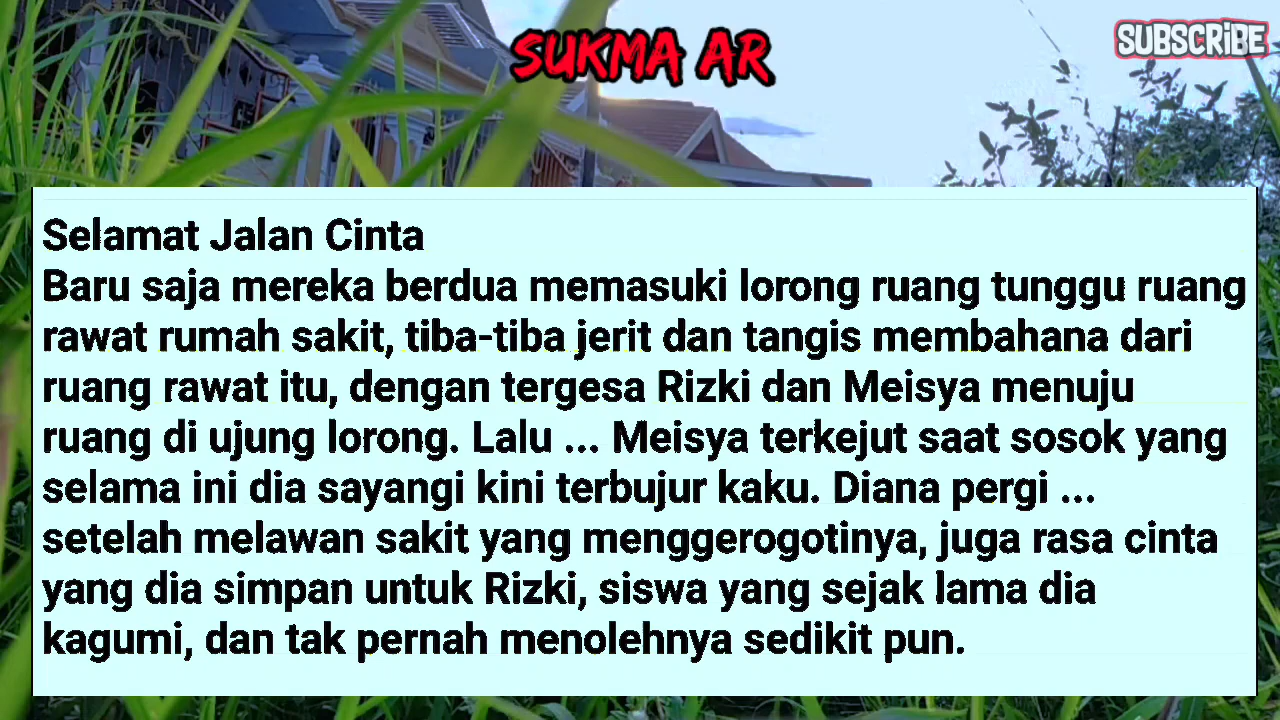 SUKMA AR
SUBSCRiBE
Selamat Jalan Cinta
Baru saja mereka berdua memasuki lorong ruang tunggu ruang
rawat rumah sakit, tiba-tiba jerit dan tangis membahana dari
ruang rawat itu, dengan tergesa Rizki dan Meisya menuju
ruang di ujung lorong. Lalu ... Meisya terkejut saat sosok yang
selama ini dia sayangi kini terbujur kaku. Diana pergi ...
setelah melawan sakit yang menggerogotinya, juga rasa cinta
yang dia simpan untuk Rizki, siswa yang sejak lama dia
kagumi, dan tak pernah menolehnya sedikit pun.